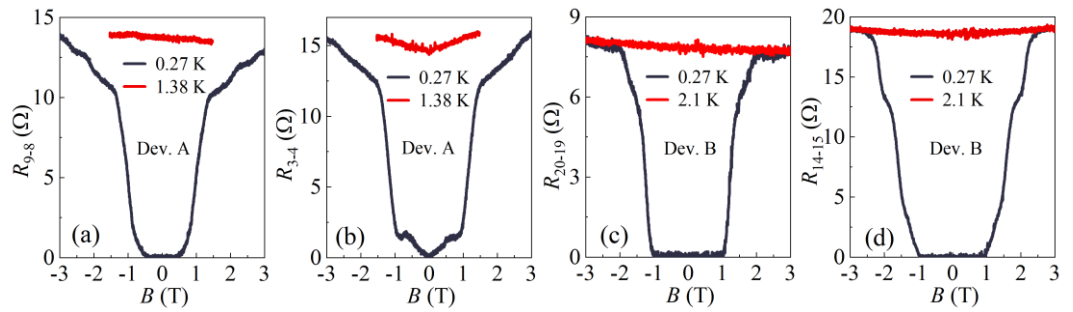 15
10
5
0
R9-8 (Ω)
0.27 K
1.38 K
Dev. A
(a)
-3 -2 -1 0 1 2 3
B (T)
15
10
5
0
R3-4 (Ω)
0.27 K
1.38 K
Dev. A
(b)
-3 -2 -1 0 1 2 3
B (T)
9
6
3
0
R20-19 (Ω)
0.27 K
2.1 K
Dev. B
(c)
-3 -2 -1 0 1 2 3
B (T)
20
15
10
5
0
R14-15 (Ω)
0.27 K
2.1 K
Dev. B
(d)
-3 -2 -1 0 1 2 3
B (T)